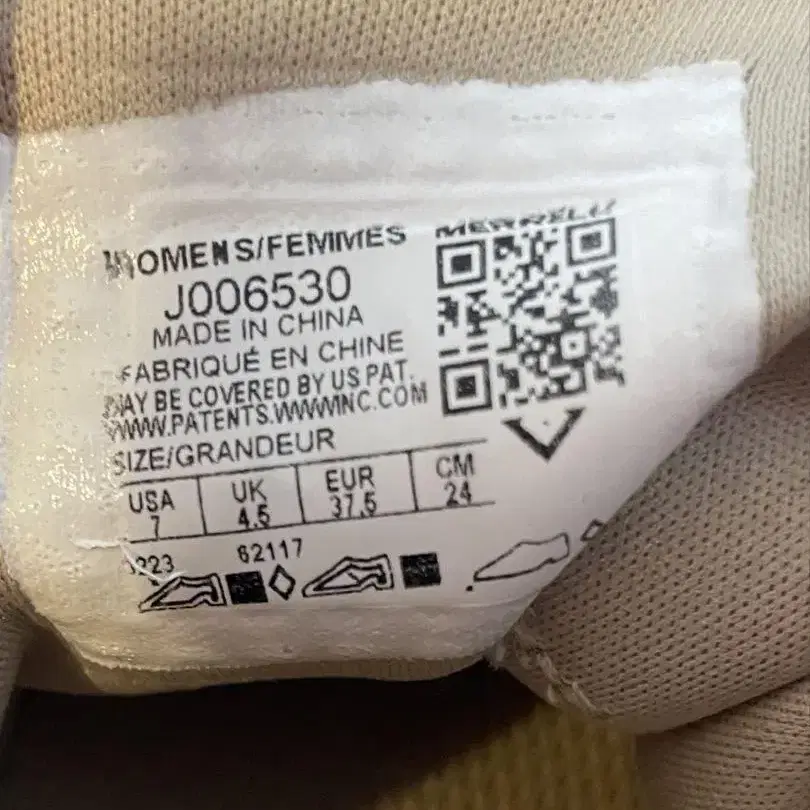 WOMENS/FEMMES
MERRELL
J006530
MADE IN CHINA
FABRIQUÉ EN CHINE
MAY BE COVERED BY US PAT.
WWW.PATENTS.WWWINC.COM
SIZE/GRANDEUR
USA UK EUR CM
7 4.5 37.5 24
62117